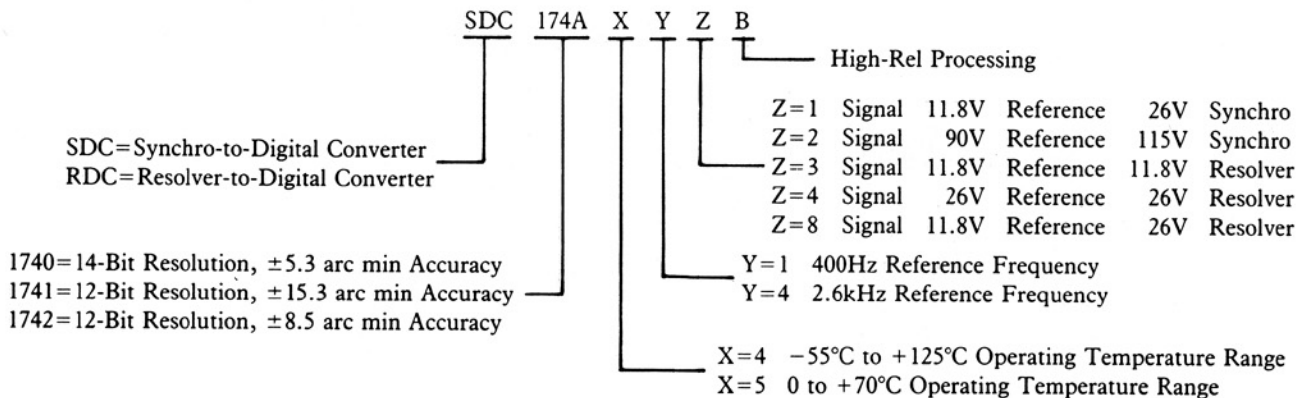 SDC 174A X Y Z B
High-Rel Processing
Z=1 Signal 11.8V Reference 26V Synchro
Z=2 Signal 90V Reference 115V Synchro
Z=3 Signal 11.8V Reference 11.8V Resolver
Z=4 Signal 26V Reference 26V Resolver
Z=8 Signal 11.8V Reference 26V Resolver
SDC=Synchro-to-Digital Converter
RDC=Resolver-to-Digital Converter
1740=14-Bit Resolution, ±5.3 arc min Accuracy
1741=12-Bit Resolution, ±15.3 arc min Accuracy
1742=12-Bit Resolution, ±8.5 arc min Accuracy
Y=1 400Hz Reference Frequency
Y=4 2.6kHz Reference Frequency
X=4 −55°C to +125°C Operating Temperature Range
X=5 0 to +70°C Operating Temperature Range